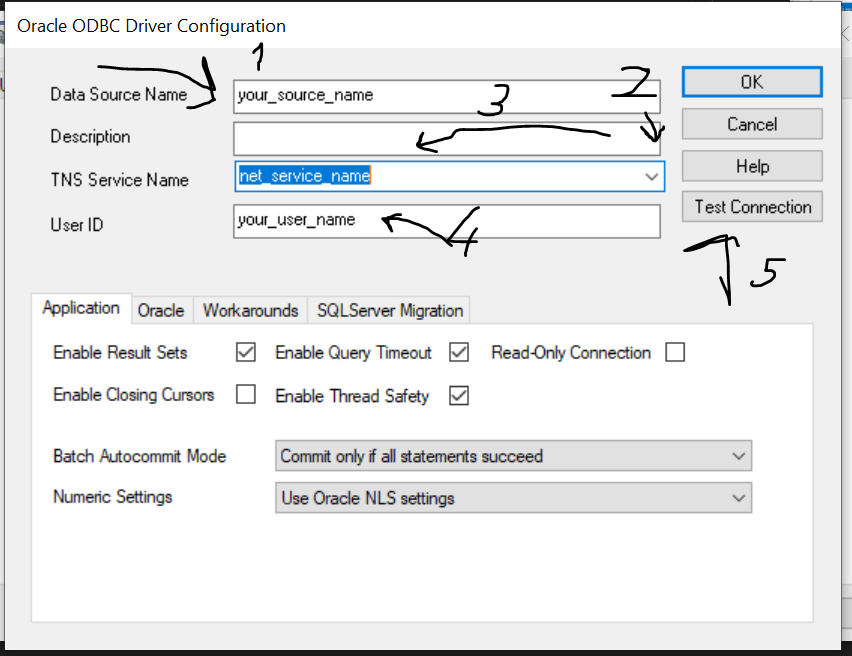 Oracle ODBC Driver Configuration
1
Data Source Name your_source_name 2 OK
Description 3 Cancel
TNS Service Name net_service_name Help
User ID your_user_name 4 Test Connection
5
Application Oracle Workarounds SQLServer Migration
Enable Result Sets Enable Query Timeout Read-Only Connection
Enable Closing Cursors Enable Thread Safety
Batch Autocommit Mode Commit only if all statements succeed
Numeric Settings Use Oracle NLS settings